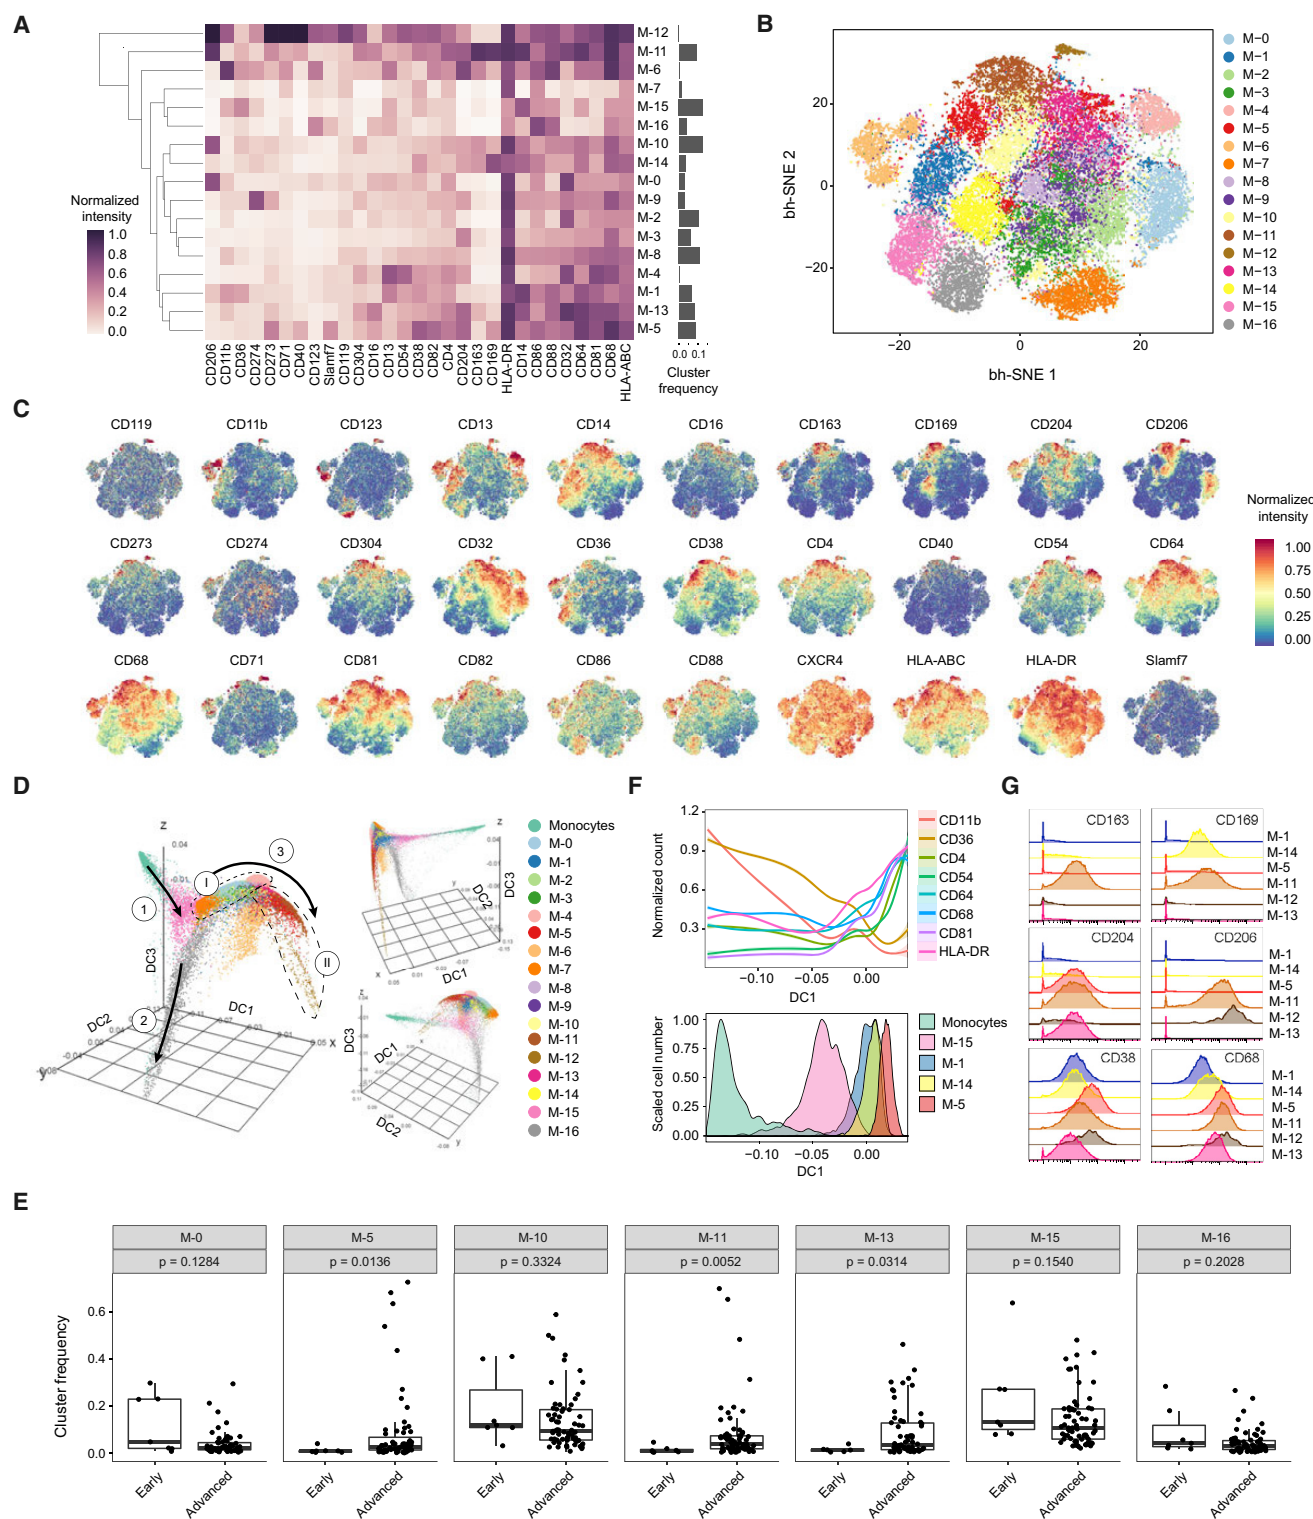 A
M-12
M-11
M-6
M-7
M-15
M-16
M-10
M-14
M-0
M-9
M-2
M-3
M-8
M-4
M-1
M-13
M-5
Normalized
intensity
1.0
0.8
0.6
0.4
0.2
0.0
CD206
CD11b
CD36
CD274
CD273
CD71
CD40
CD123
Slamf7
CD119
CD304
CD16
CD13
CD54
CD38
CD82
CD4
CD204
CD163
CD169
HLA-DR
CD14
CD86
CD88
CD32
CD64
CD81
CD68
HLA-ABC
0.0 0.1
Cluster
frequency
B
bh-SNE 2
20
0
−20
−20 0 20
bh-SNE 1
M−0
M−1
M−2
M−3
M−4
M−5
M−6
M−7
M−8
M−9
M−10
M−11
M−12
M−13
M−14
M−15
M−16
C
CD119 CD11b CD123 CD13 CD14 CD16 CD163 CD169 CD204 CD206
CD273 CD274 CD304 CD32 CD36 CD38 CD4 CD40 CD54 CD64
CD68 CD71 CD81 CD82 CD86 CD88 CXCR4 HLA-ABC HLA-DR Slamf7
Normalized
intensity
1.00
0.75
0.50
0.25
0.00
D
z
0.04
-0.01
DC3
DC1
DC2
x
y
1
2
3
I
II
z
DC3
DC2
DC1
x
y
z
DC3
DC1
DC2
x
y
Monocytes
M-0
M-1
M-2
M-3
M-4
M-5
M-6
M-7
M-8
M-9
M-10
M-11
M-12
M-13
M-14
M-15
M-16
F
Normalized count
1.2
0.9
0.6
0.3
−0.10 −0.05 0.00
DC1
CD11b
CD36
CD4
CD54
CD64
CD68
CD81
HLA-DR
Scaled cell number
1.00
0.75
0.50
0.25
0.00
−0.10 −0.05 0.00
DC1
Monocytes
M-15
M-1
M-14
M-5
G
CD163 CD169
M-1
M-14
M-5
M-11
M-12
M-13
CD204 CD206
M-1
M-14
M-5
M-11
M-12
M-13
CD38 CD68
M-1
M-14
M-5
M-11
M-12
M-13
E
M-0 M-5 M-10 M-11 M-13 M-15 M-16
p = 0.1284 p = 0.0136 p = 0.3324 p = 0.0052 p = 0.0314 p = 0.1540 p = 0.2028
Cluster frequency
0.6
0.4
0.2
0.0
Early Advanced Early Advanced Early Advanced Early Advanced Early Advanced Early Advanced Early Advanced